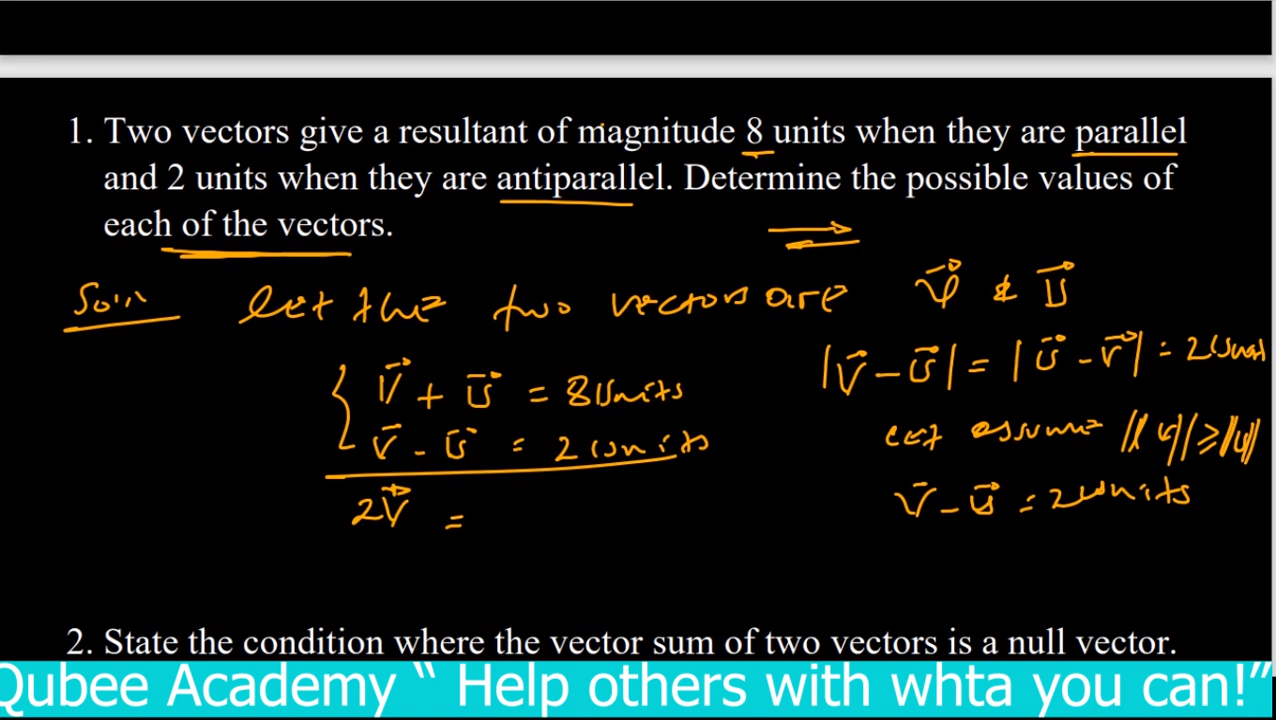 1. Two vectors give a resultant of magnitude 8 units when they are parallel
and 2 units when they are antiparallel. Determine the possible values of
each of the vectors.
Soln let the two vectors are V⃗ & U⃗
|V⃗ - U⃗| = |U⃗ - V⃗| = 2 Unit
V⃗ + U⃗ = 8 Units
let assume ||V|| ≥ ||U||
V⃗ - U⃗ = 2 Units
V⃗ - U⃗ = 2 Units
2V⃗ =
2. State the condition where the vector sum of two vectors is a null vector.
Qubee Academy “ Help others with whta you can!”